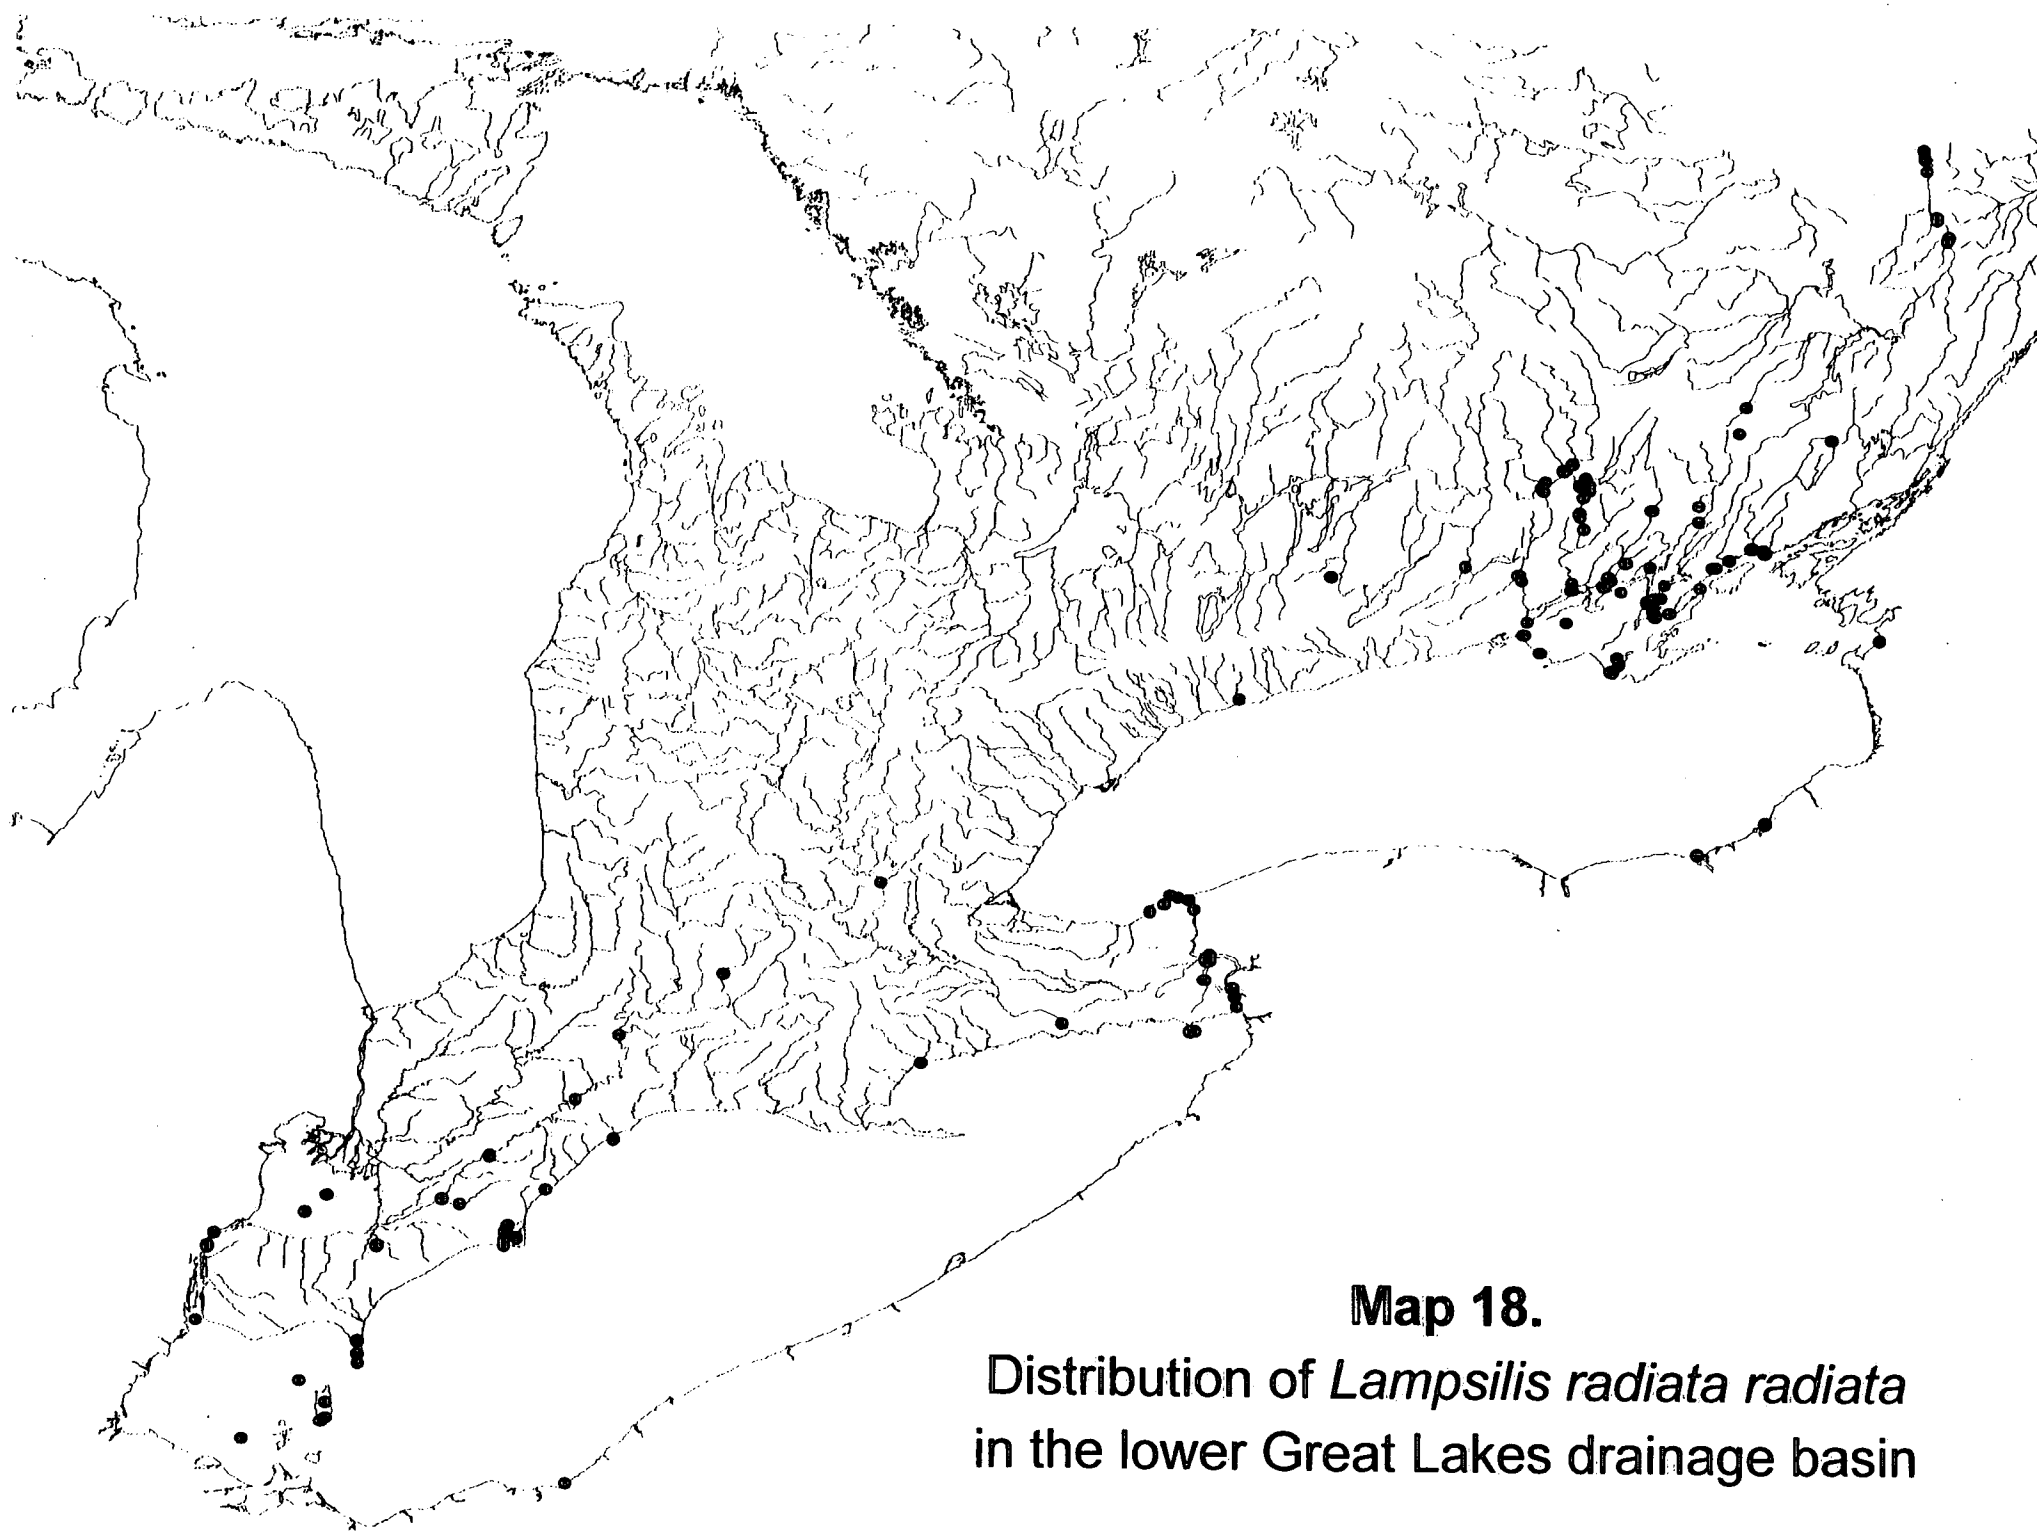 Map 18.
Distribution of Lampsilis radiata radiata
in the lower Great Lakes drainage basin